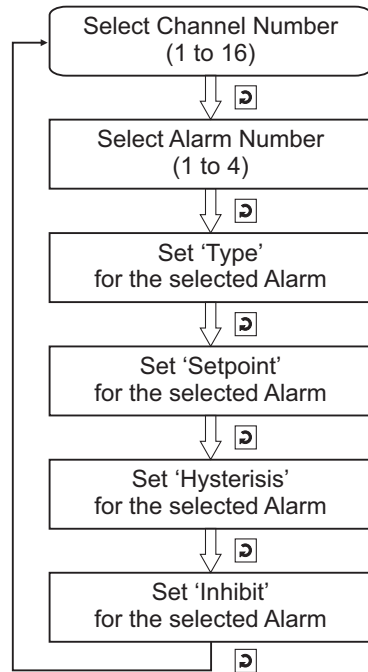 Select Channel Number
(1 to 16)
Select Alarm Number
(1 to 4)
Set ‘Type’
for the selected Alarm
Set ‘Setpoint’
for the selected Alarm
Set ‘Hysterisis’
for the selected Alarm
Set ‘Inhibit’
for the selected Alarm